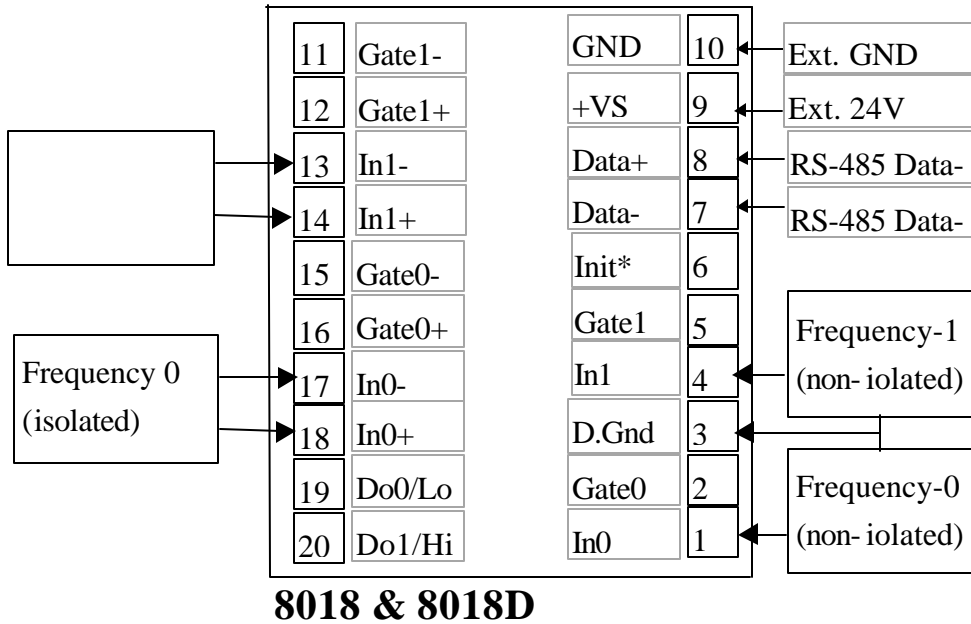 11 Gate1- GND 10 Ext. GND
12 Gate1+ +VS 9 Ext. 24V
13 In1- Data+ 8 RS-485 Data-
14 In1+ Data- 7 RS-485 Data-
15 Gate0- Init* 6
16 Gate0+ Gate1 5 Frequency-1
Frequency 0 17 In0- In1 4 (non- iolated)
(isolated) 18 In0+ D.Gnd 3
19 Do0/Lo Gate0 2 Frequency-0
20 Do1/Hi In0 1 (non- iolated)
8018 & 8018D